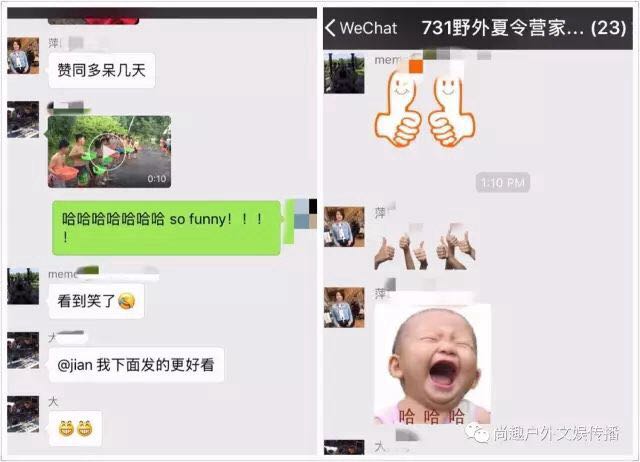 萍
赞同多呆几天
0:10
哈哈哈哈哈哈哈 so funny！！！
！
meme
看到笑了
大
@jian 我下面发的更好看
大
WeChat
731野外夏令营家... (23)
mem
1:10 PM
萍
萍
哈 哈 哈
大
尚趣户外文娱传播